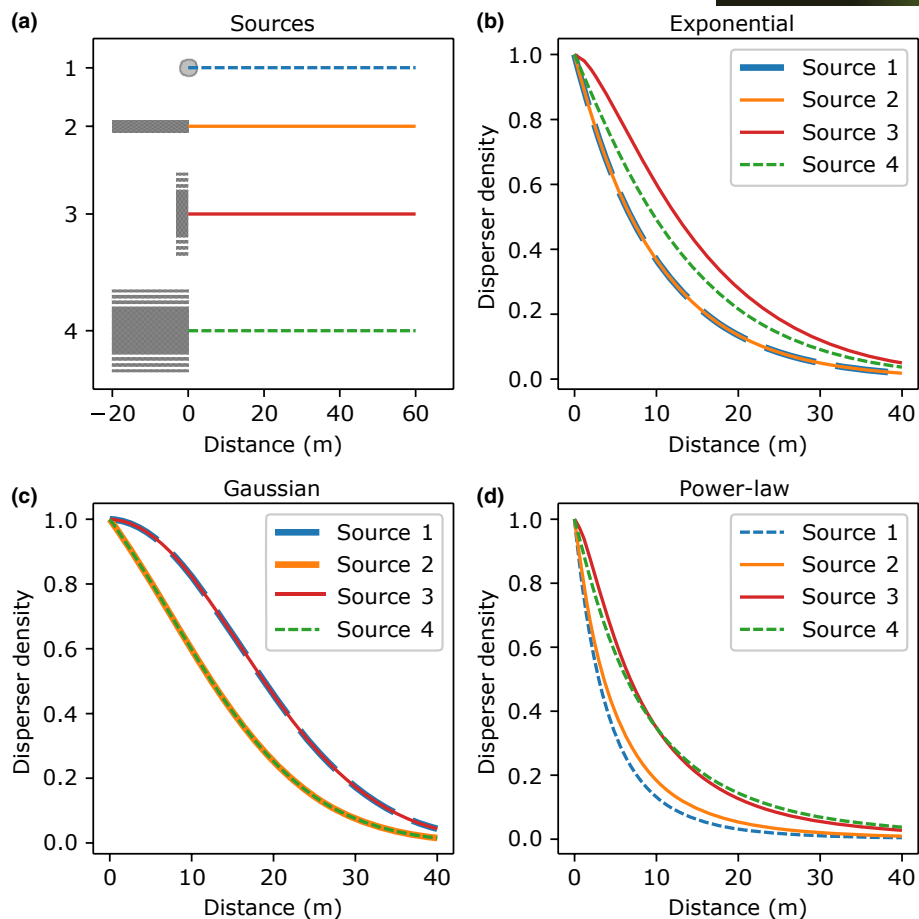 (a) Sources
1
2
3
4
−20 0 20 40 60
Distance (m)
(b) Exponential
Disperser density
1.0
0.8
0.6
0.4
0.2
0.0
Source 1
Source 2
Source 3
Source 4
0 10 20 30 40
Distance (m)
(c) Gaussian
Disperser density
1.0
0.8
0.6
0.4
0.2
0.0
Source 1
Source 2
Source 3
Source 4
0 10 20 30 40
Distance (m)
(d) Power-law
Disperser density
1.0
0.8
0.6
0.4
0.2
0.0
Source 1
Source 2
Source 3
Source 4
0 10 20 30 40
Distance (m)